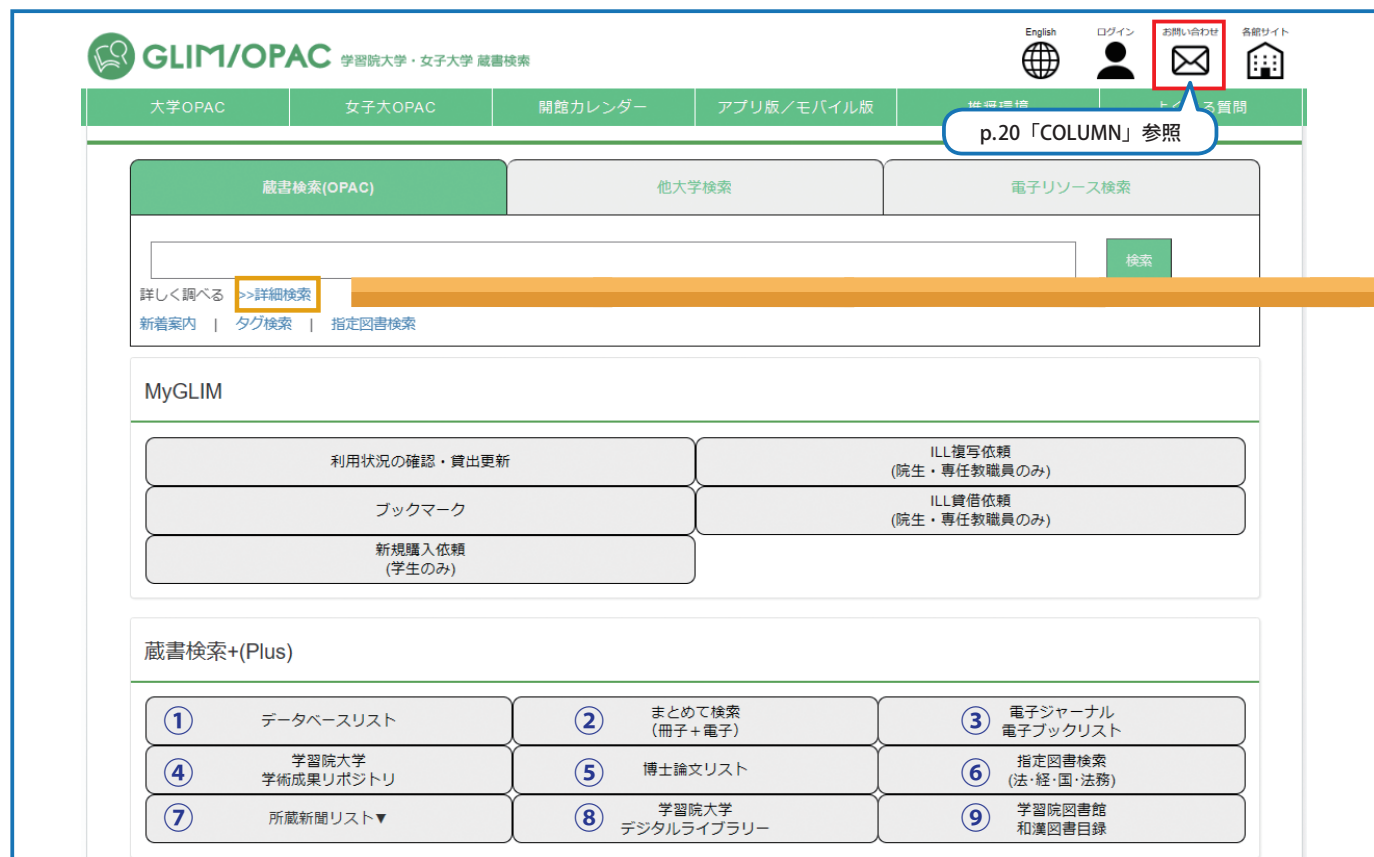 GLIM/OPAC 学習院大学・女子大学 蔵書検索
English ログイン お問い合わせ 各館サイト
大学OPAC 女子大OPAC 開館カレンダー アプリ版/モバイル版
p.20「COLUMN」参照
蔵書検索(OPAC) 他大学検索 電子リソース検索
検索
詳しく調べる >>詳細検索
新着案内 | タグ検索 | 指定図書検索
MyGLIM
利用状況の確認・貸出更新
ILL複写依頼
(院生・専任教職員のみ)
ブックマーク
ILL貸借依頼
(院生・専任教職員のみ)
新規購入依頼
(学生のみ)
蔵書検索+(Plus)
① データベースリスト
② まとめて検索
(冊子+電子)
③ 電子ジャーナル
電子ブックリスト
④ 学習院大学
学術成果リポジトリ
⑤ 博士論文リスト
⑥ 指定図書検索
(法・経・国・法務)
⑦ 所蔵新聞リスト▼
⑧ 学習院大学
デジタルライブラリー
⑨ 学習院図書館
和漢図書目録